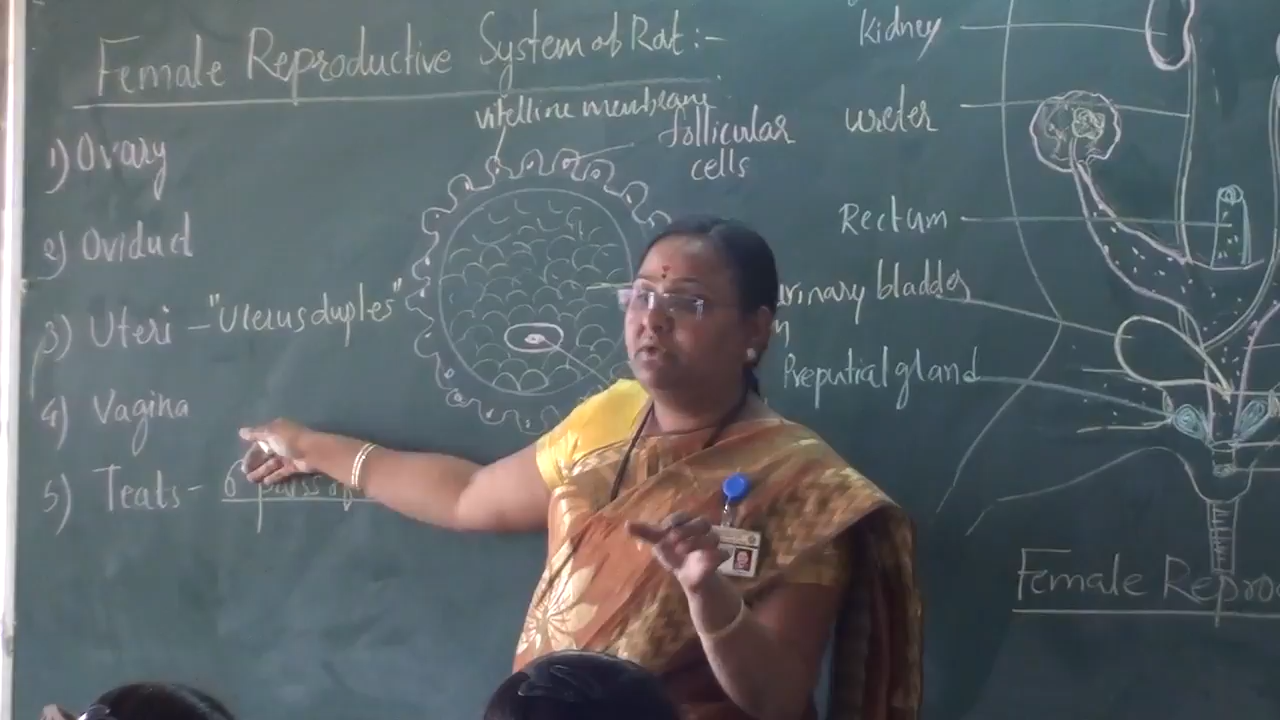 Female Reproductive System of Rat :-
vitelline membrane
follicular
cells
1) Ovary
2) Oviduct
3) Uteri - "Uterus duplex"
4) Vagina
5) Teats - 6 pairs of
Kidney
ureter
Rectum
urinary bladder
Preputial gland
Female Repro